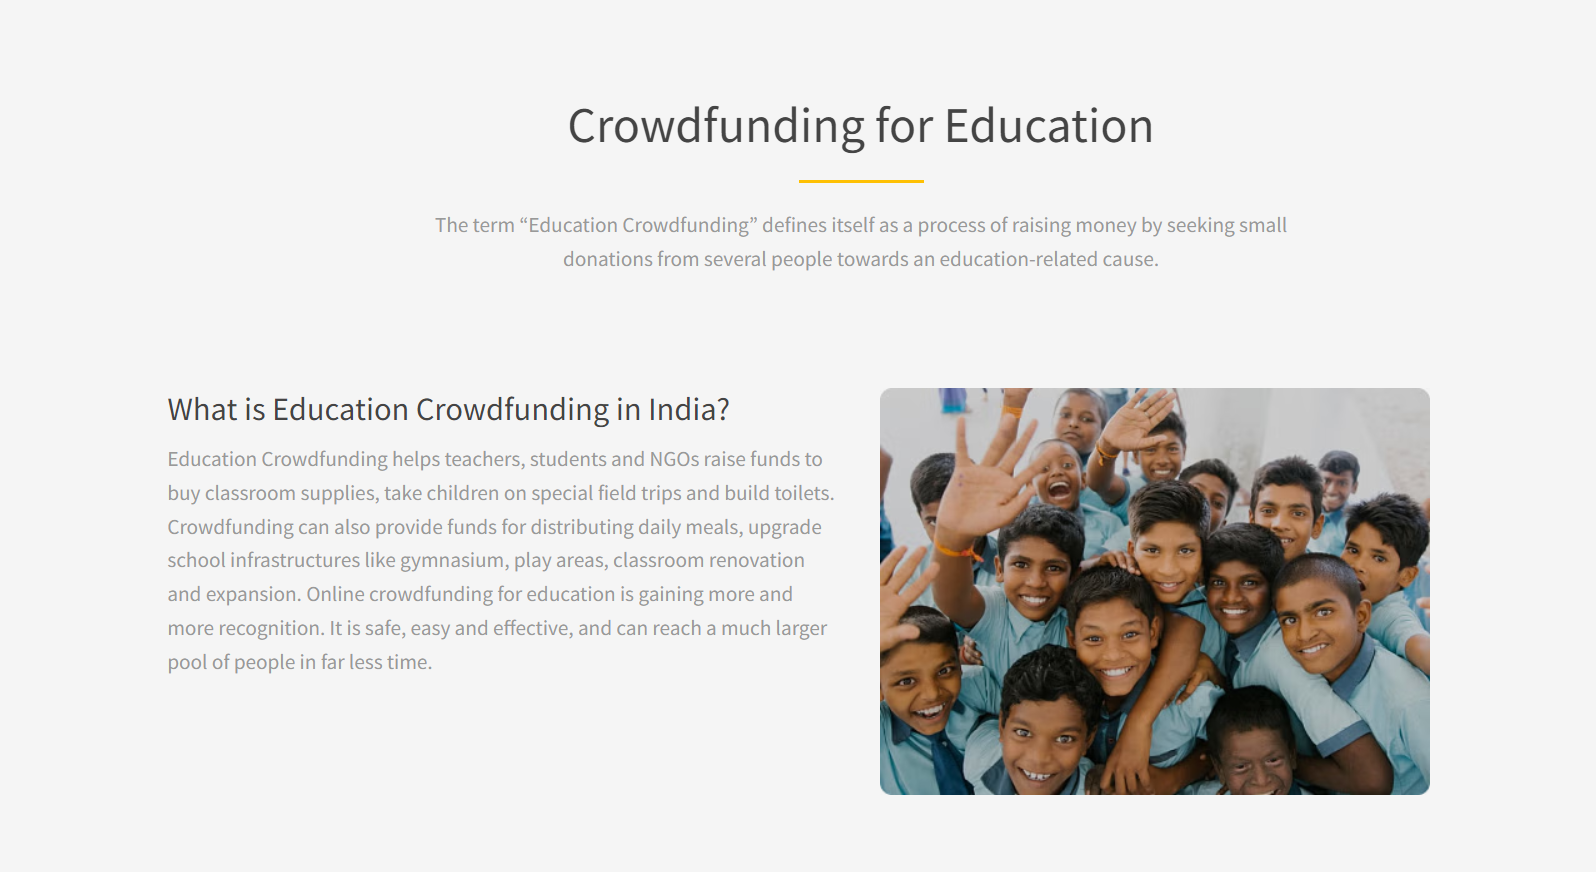 Crowdfunding for Education
The term “Education Crowdfunding” defines itself as a process of raising money by seeking small
donations from several people towards an education-related cause.
What is Education Crowdfunding in India?
Education Crowdfunding helps teachers, students and NGOs raise funds to
buy classroom supplies, take children on special field trips and build toilets.
Crowdfunding can also provide funds for distributing daily meals, upgrade
school infrastructures like gymnasium, play areas, classroom renovation
and expansion. Online crowdfunding for education is gaining more and
more recognition. It is safe, easy and effective, and can reach a much larger
pool of people in far less time.